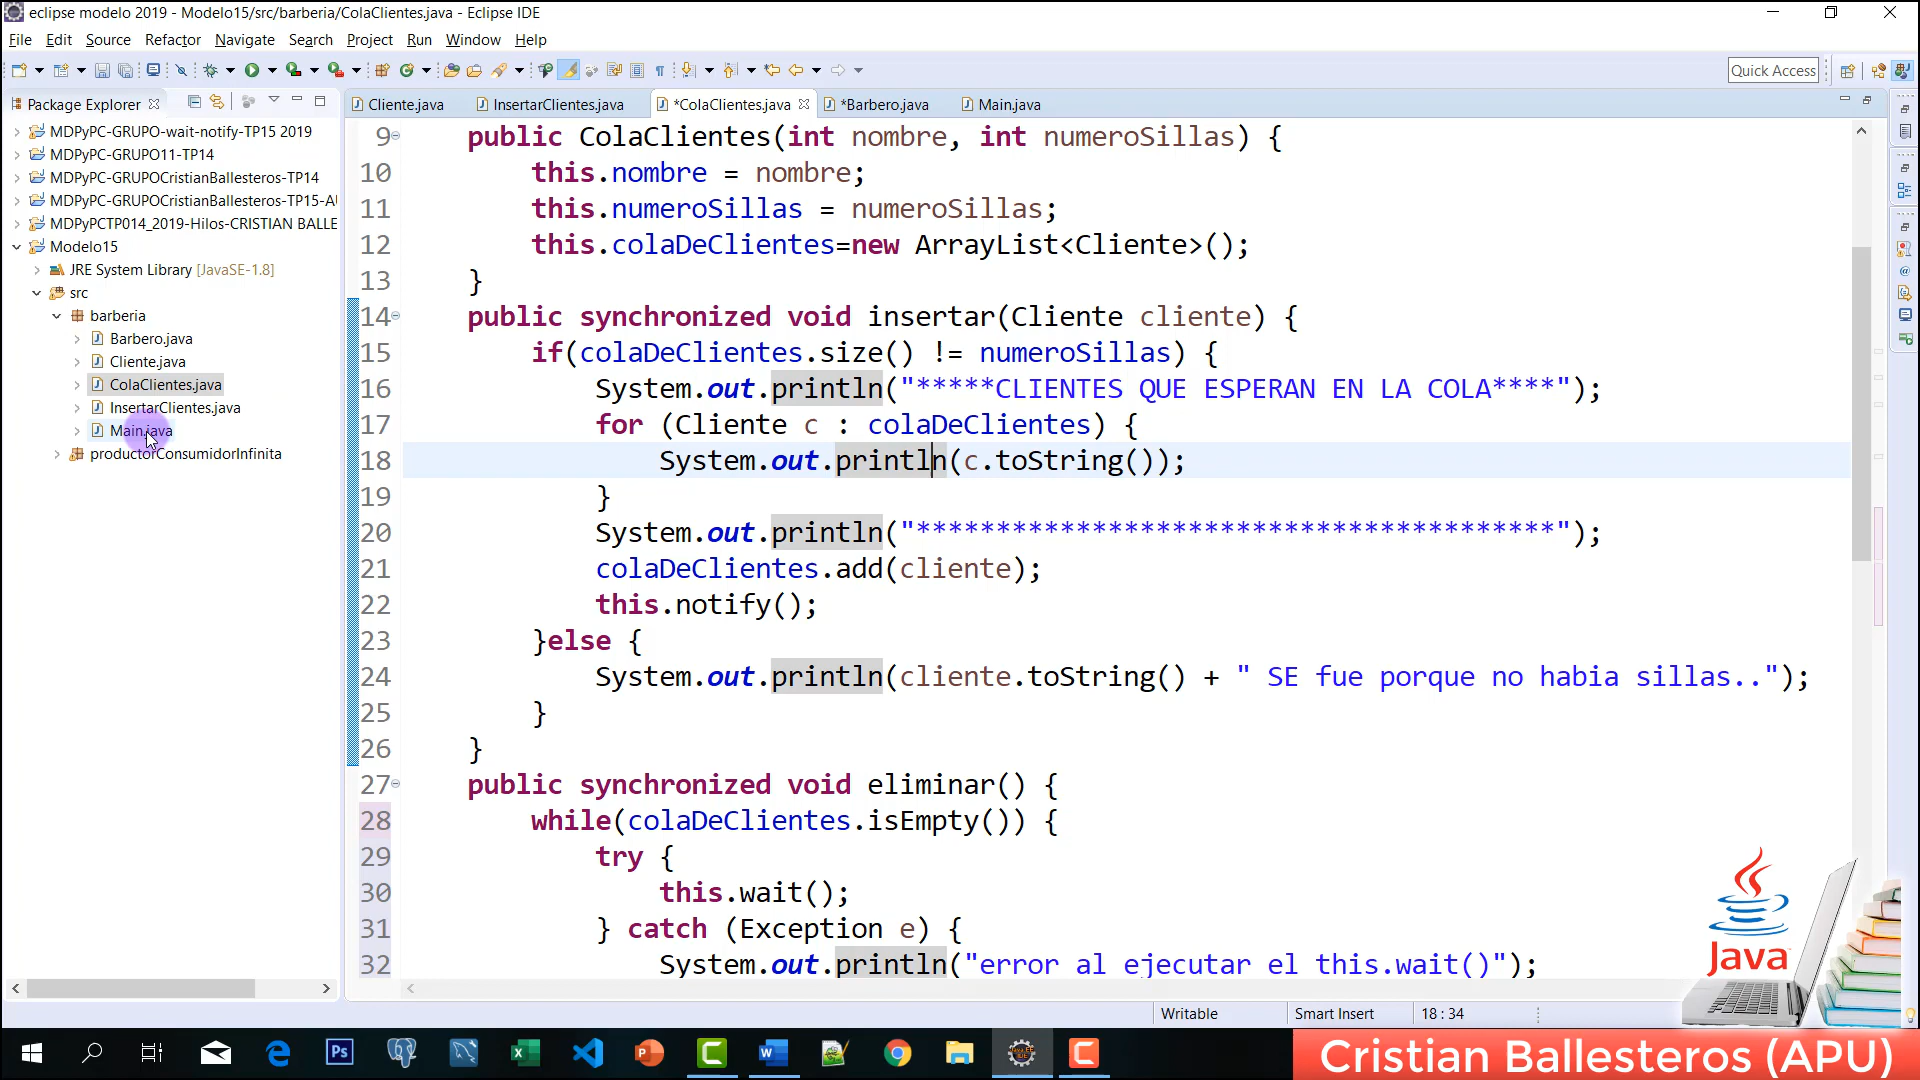 eclipse modelo 2019 - Modelo15/src/barberia/ColaClientes.java - Eclipse IDE
File Edit Source Refactor Navigate Search Project Run Window Help
Quick Access
Package Explorer
MDPyPC-GRUPO-wait-notify-TP15 2019
MDPyPC-GRUPO11-TP14
MDPyPC-GRUPOCristianBallesteros-TP14
MDPyPC-GRUPOCristianBallesteros-TP15-AU
MDPyPCTP014_2019-Hilos-CRISTIAN BALLE
Modelo15
JRE System Library [JavaSE-1.8]
src
barberia
Barbero.java
Cliente.java
ColaClientes.java
InsertarClientes.java
Main.java
productorConsumidorInfinita
Cliente.java InsertarClientes.java *ColaClientes.java *Barbero.java Main.java
9 public ColaClientes(int nombre, int numeroSillas) {
10 this.nombre = nombre;
11 this.numeroSillas = numeroSillas;
12 this.colaDeClientes=new ArrayList<Cliente>();
13 }
14 public synchronized void insertar(Cliente cliente) {
15 if(colaDeClientes.size() != numeroSillas) {
16 System.out.println("*****CLIENTES QUE ESPERAN EN LA COLA****");
17 for (Cliente c : colaDeClientes) {
18 System.out.println(c.toString());
19 }
20 System.out.println("****************************************");
21 colaDeClientes.add(cliente);
22 this.notify();
23 }else {
24 System.out.println(cliente.toString() + " SE fue porque no habia sillas..");
25 }
26 }
27 public synchronized void eliminar() {
28 while(colaDeClientes.isEmpty()) {
29 try {
30 this.wait();
31 } catch (Exception e) {
32 System.out.println("error al ejecutar el this.wait()");
Java
Writable Smart Insert 18 : 34
Ps
Cristian Ballesteros (APU)